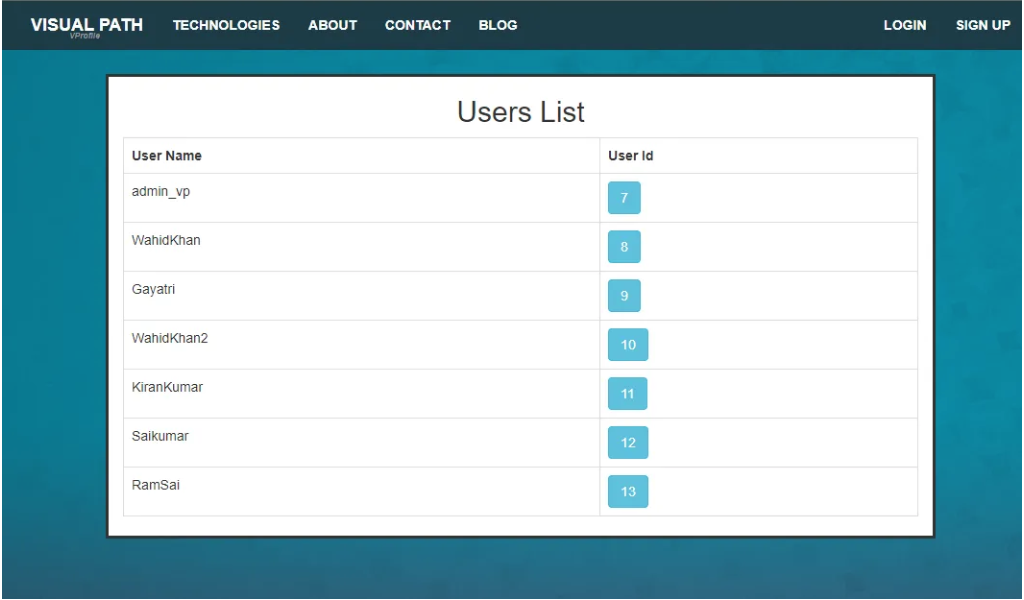 VISUAL PATH TECHNOLOGIES ABOUT CONTACT BLOG LOGIN SIGN UP
VProfile
Users List
User Name User Id
admin_vp 7
WahidKhan 8
Gayatri 9
WahidKhan2 10
KiranKumar 11
Saikumar 12
RamSai 13